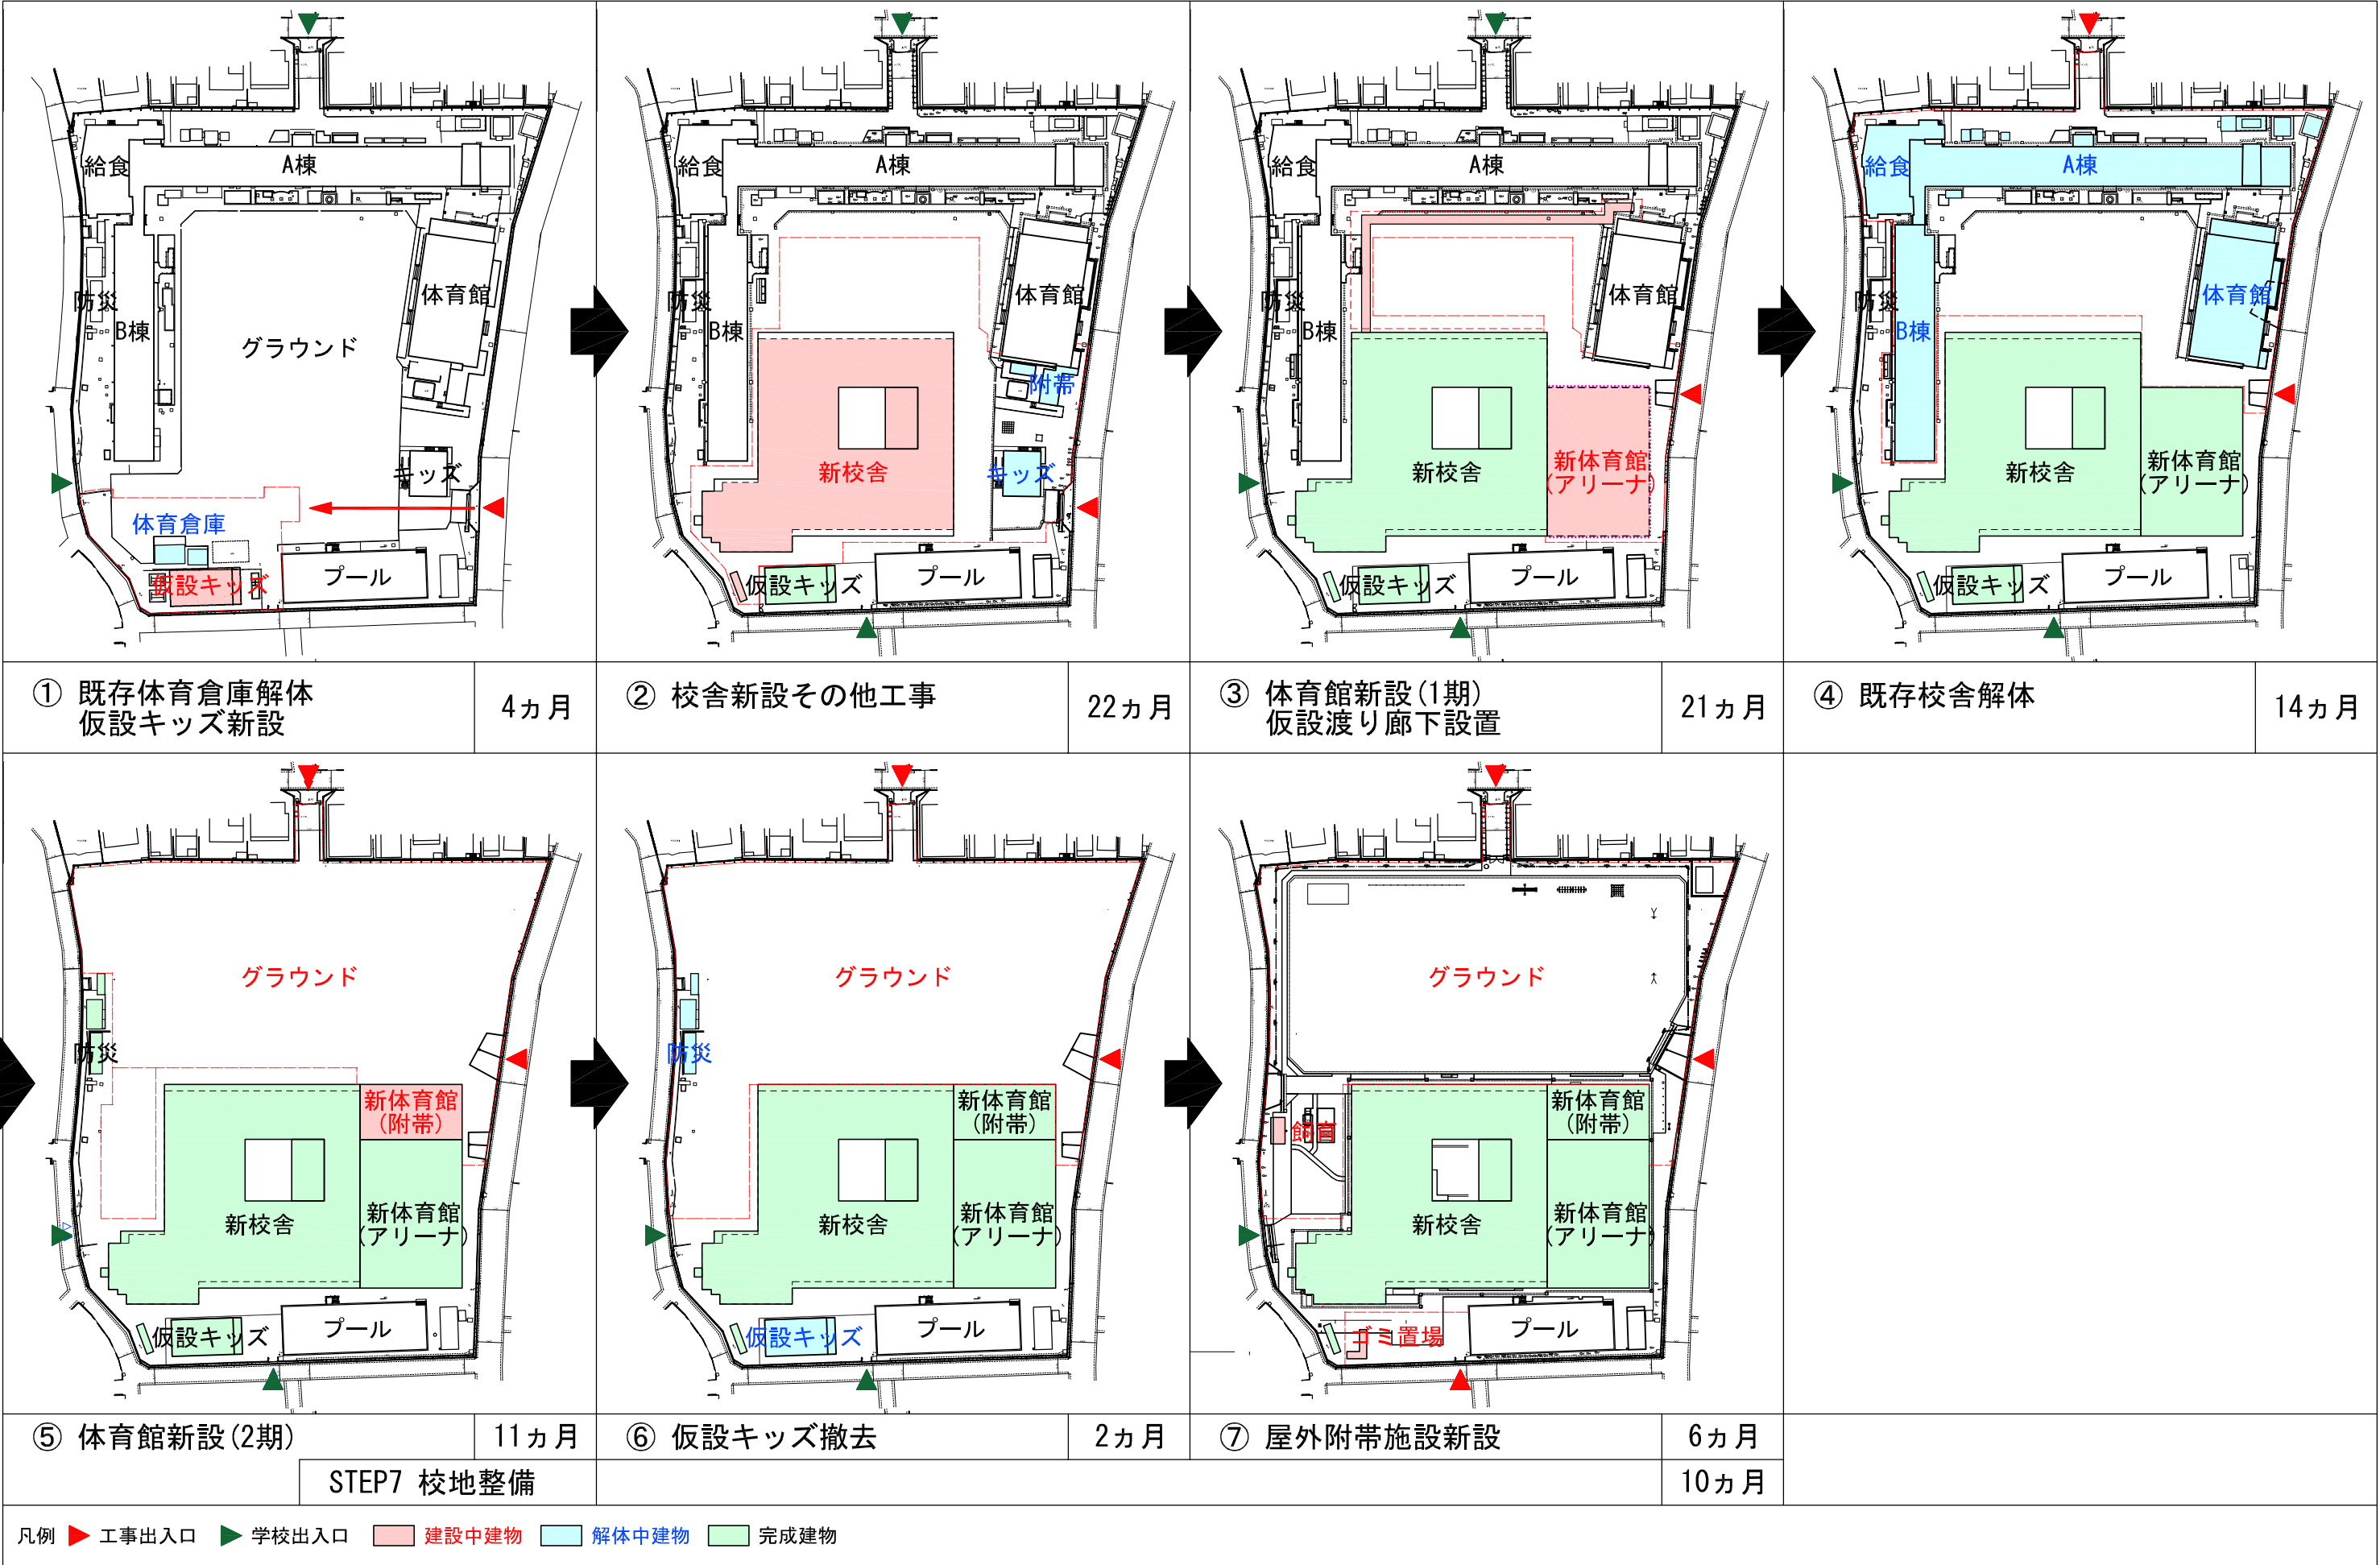 給食
A棟
防災
B棟
グラウンド
体育館
キッズ
体育倉庫
仮設キッズ
プール
① 既存体育倉庫解体
仮設キッズ新設
4ヵ月
給食
A棟
防災
B棟
体育館
附帯
新校舎
キッズ
仮設キッズ
プール
② 校舎新設その他工事
22ヵ月
給食
A棟
防災
B棟
体育館
新校舎
新体育館
(アリーナ)
仮設キッズ
プール
③ 体育館新設(1期)
仮設渡り廊下設置
21ヵ月
給食
A棟
防災
B棟
体育館
新校舎
新体育館
(アリーナ)
仮設キッズ
プール
④ 既存校舎解体
14ヵ月
グラウンド
防災
新体育館
(附帯)
新校舎
新体育館
(アリーナ)
仮設キッズ
プール
⑤ 体育館新設(2期)
11ヵ月
グラウンド
防災
新体育館
(附帯)
新校舎
新体育館
(アリーナ)
仮設キッズ
プール
⑥ 仮設キッズ撤去
2ヵ月
グラウンド
飼育
新体育館
(附帯)
新校舎
新体育館
(アリーナ)
ゴミ置場
プール
⑦ 屋外附帯施設新設
6ヵ月
STEP7 校地整備
10ヵ月
凡例 工事出入口 学校出入口 建設中建物 解体中建物 完成建物